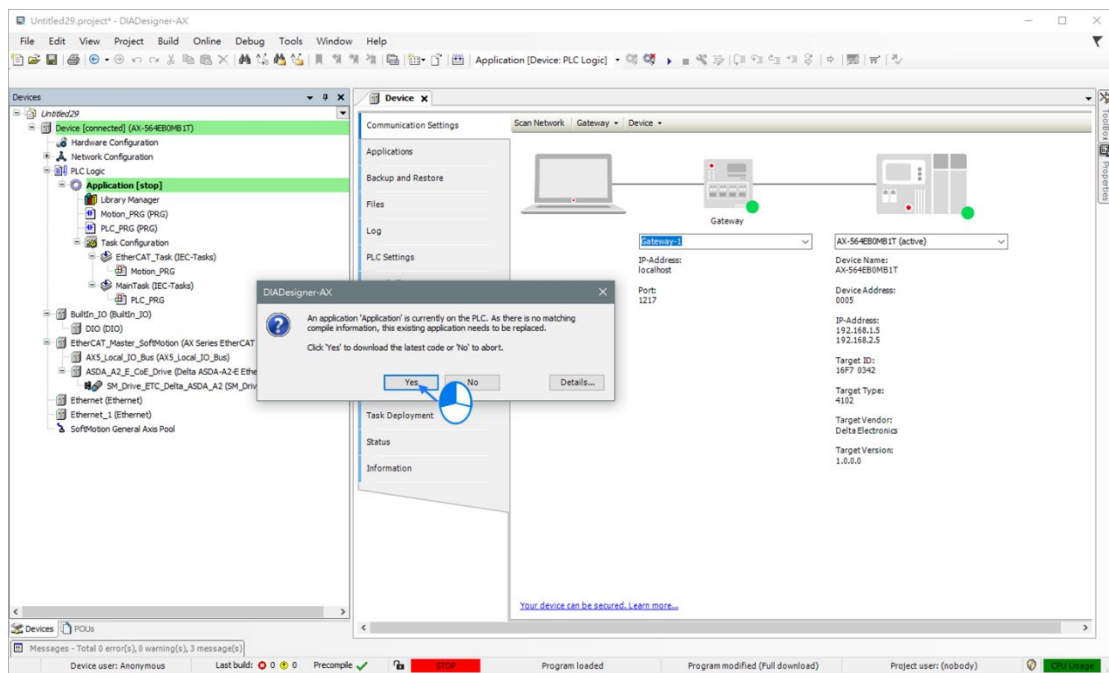 Untitled29.project* - DIADesigner-AX
File Edit View Project Build Online Debug Tools Window Help
Application [Device: PLC Logic]
Devices
Untitled29
Device [connected] (AX-564EB0MB1T)
Hardware Configuration
Network Configuration
PLC Logic
Application [stop]
Library Manager
Motion_PRG (PRG)
PLC_PRG (PRG)
Task Configuration
EtherCAT_Task (IEC-Tasks)
Motion_PRG
MainTask (IEC-Tasks)
PLC_PRG
BuiltIn_IO (BuiltIn_IO)
DIO (DIO)
EtherCAT_Master_SoftMotion (AX Series EtherCAT
AX5_Local_IO_Bus (AX5_Local_IO_Bus)
ASDA_A2_E_CoE_Drive (Delta ASDA-A2-E Ethe
SM_Drive_ETC_Delta_ASDA_A2 (SM_Driv
Ethernet (Ethernet)
Ethernet_1 (Ethernet)
SoftMotion General Axis Pool
Devices POUs
Device
Communication Settings
Applications
Backup and Restore
Files
Log
PLC Settings
Task Deployment
Status
Information
Scan Network Gateway Device
Gateway
Gateway-1
IP-Address:
localhost
Port:
1217
AX-564EB0MB1T (active)
Device Name:
AX-564EB0MB1T
Device Address:
0005
IP-Address:
192.168.1.5
192.168.2.5
Target ID:
16F7 0342
Target Type:
4102
Target Vendor:
Delta Electronics
Target Version:
1.0.0.0
Your device can be secured. Learn more...
DIADesigner-AX
An application 'Application' is currently on the PLC. As there is no matching
compile information, this existing application needs to be replaced.
Click 'Yes' to download the latest code or 'No' to abort.
Yes No Details...
ToolBox
Properties
Messages - Total 0 error(s), 0 warning(s), 3 message(s)
Device user: Anonymous Last build: 0 0 Precompile STOP Program loaded Program modified (Full download) Project user: (nobody) CPU Usage